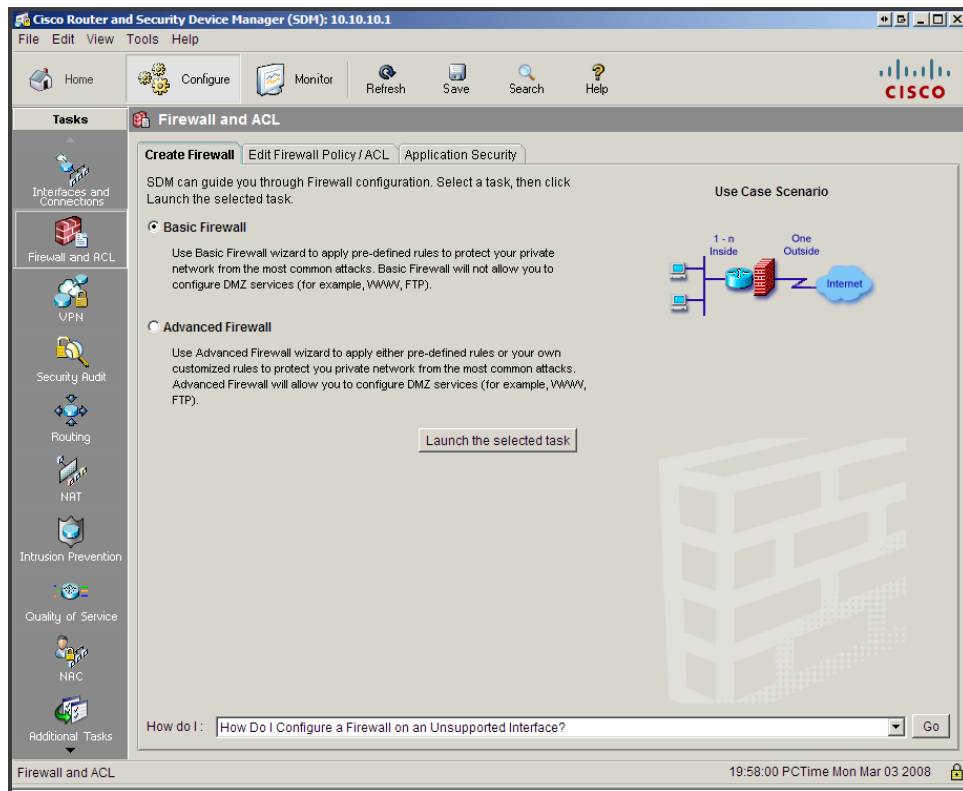 Cisco Router and Security Device Manager (SDM): 10.10.10.1
File Edit View Tools Help
Home Configure Monitor Refresh Save Search Help
CISCO
Tasks
Firewall and ACL
Interfaces and Connections
Firewall and ACL
VPN
Security Audit
Routing
NAT
Intrusion Prevention
Quality of Service
NAC
Additional Tasks
Create Firewall Edit Firewall Policy / ACL Application Security
SDM can guide you through Firewall configuration. Select a task, then click
Launch the selected task.
Basic Firewall
Use Basic Firewall wizard to apply pre-defined rules to protect your private
network from the most common attacks. Basic Firewall will not allow you to
configure DMZ services (for example, WWW, FTP).
Advanced Firewall
Use Advanced Firewall wizard to apply either pre-defined rules or your own
customized rules to protect you private network from the most common attacks.
Advanced Firewall will allow you to configure DMZ services (for example, WWW,
FTP).
Launch the selected task
Use Case Scenario
1 - n
Inside
One
Outside
Internet
How do I : How Do I Configure a Firewall on an Unsupported Interface? Go
Firewall and ACL 19:58:00 PCTime Mon Mar 03 2008